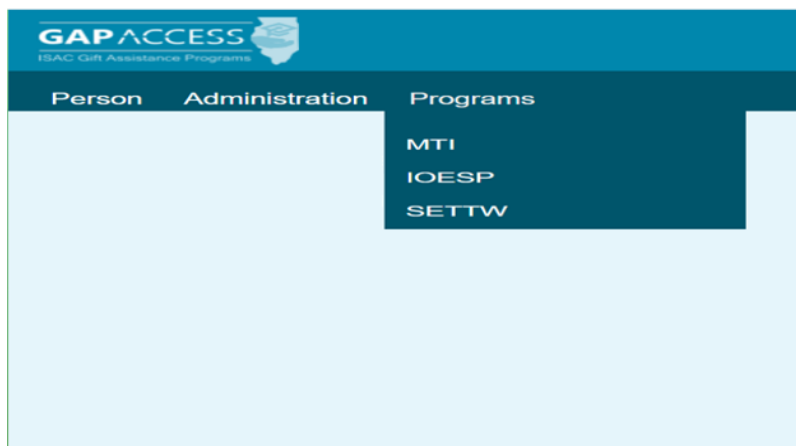 GAP ACCESS
ISAC Gift Assistance Programs
Person Administration Programs
MTI
IOESP
SETTW